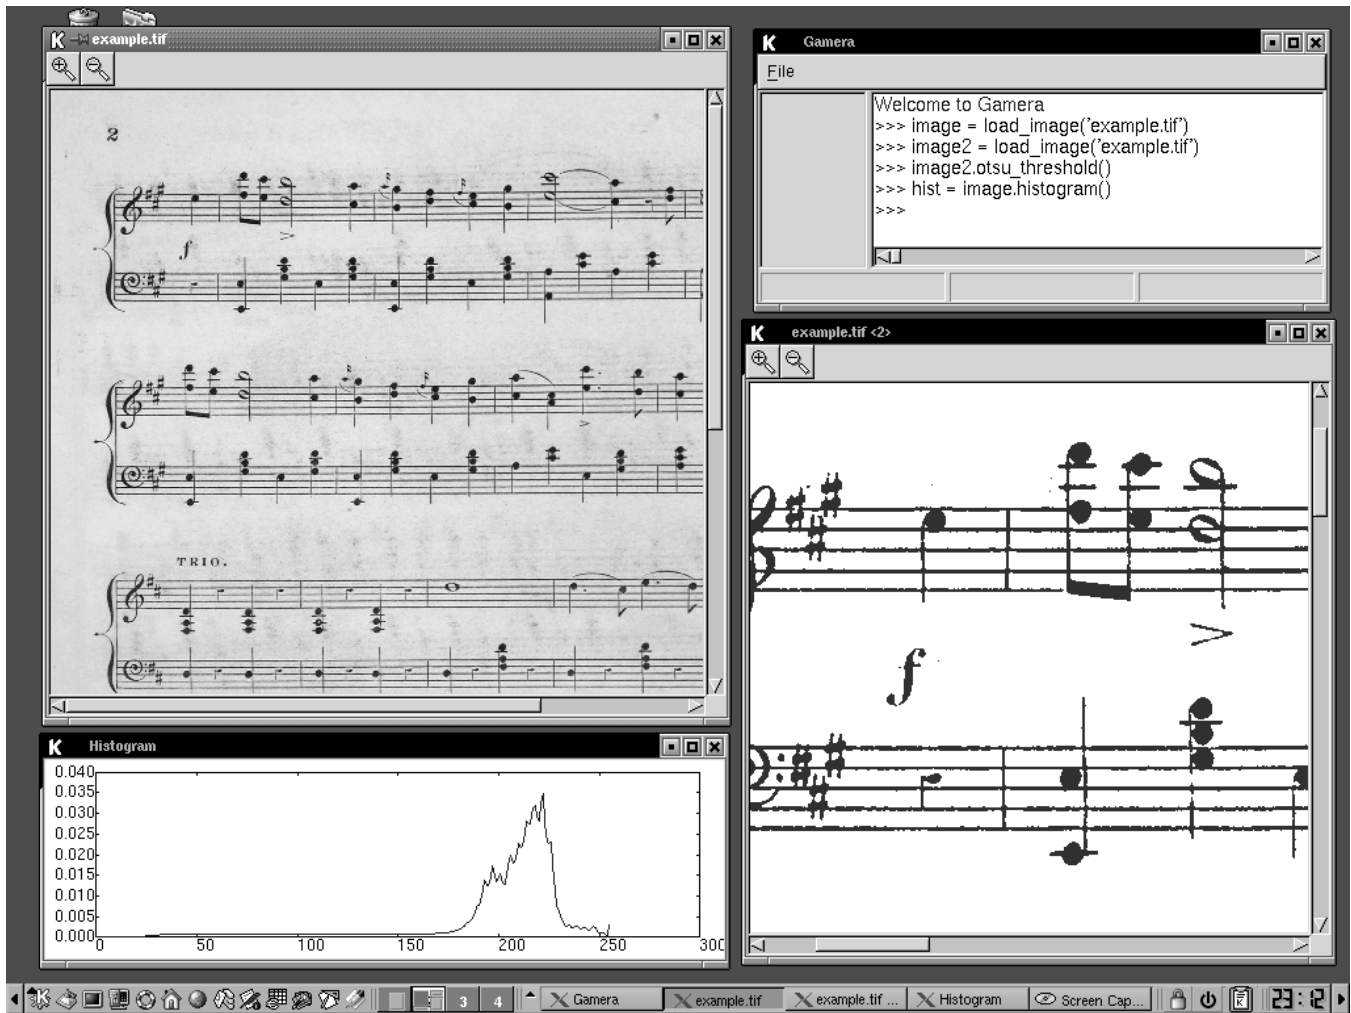 example.tif
2
f
TRIO.
Gamera
File
Welcome to Gamera
>>> image = load_image('example.tif')
>>> image2 = load_image('example.tif')
>>> image2.otsu_threshold()
>>> hist = image.histogram()
>>>
example.tif <2>
f
Histogram
0.040
0.035
0.030
0.025
0.020
0.015
0.010
0.005
0.000
0 50 100 150 200 250 300
3 4 Gamera example.tif example.tif ... Histogram Screen Cap... 23:12